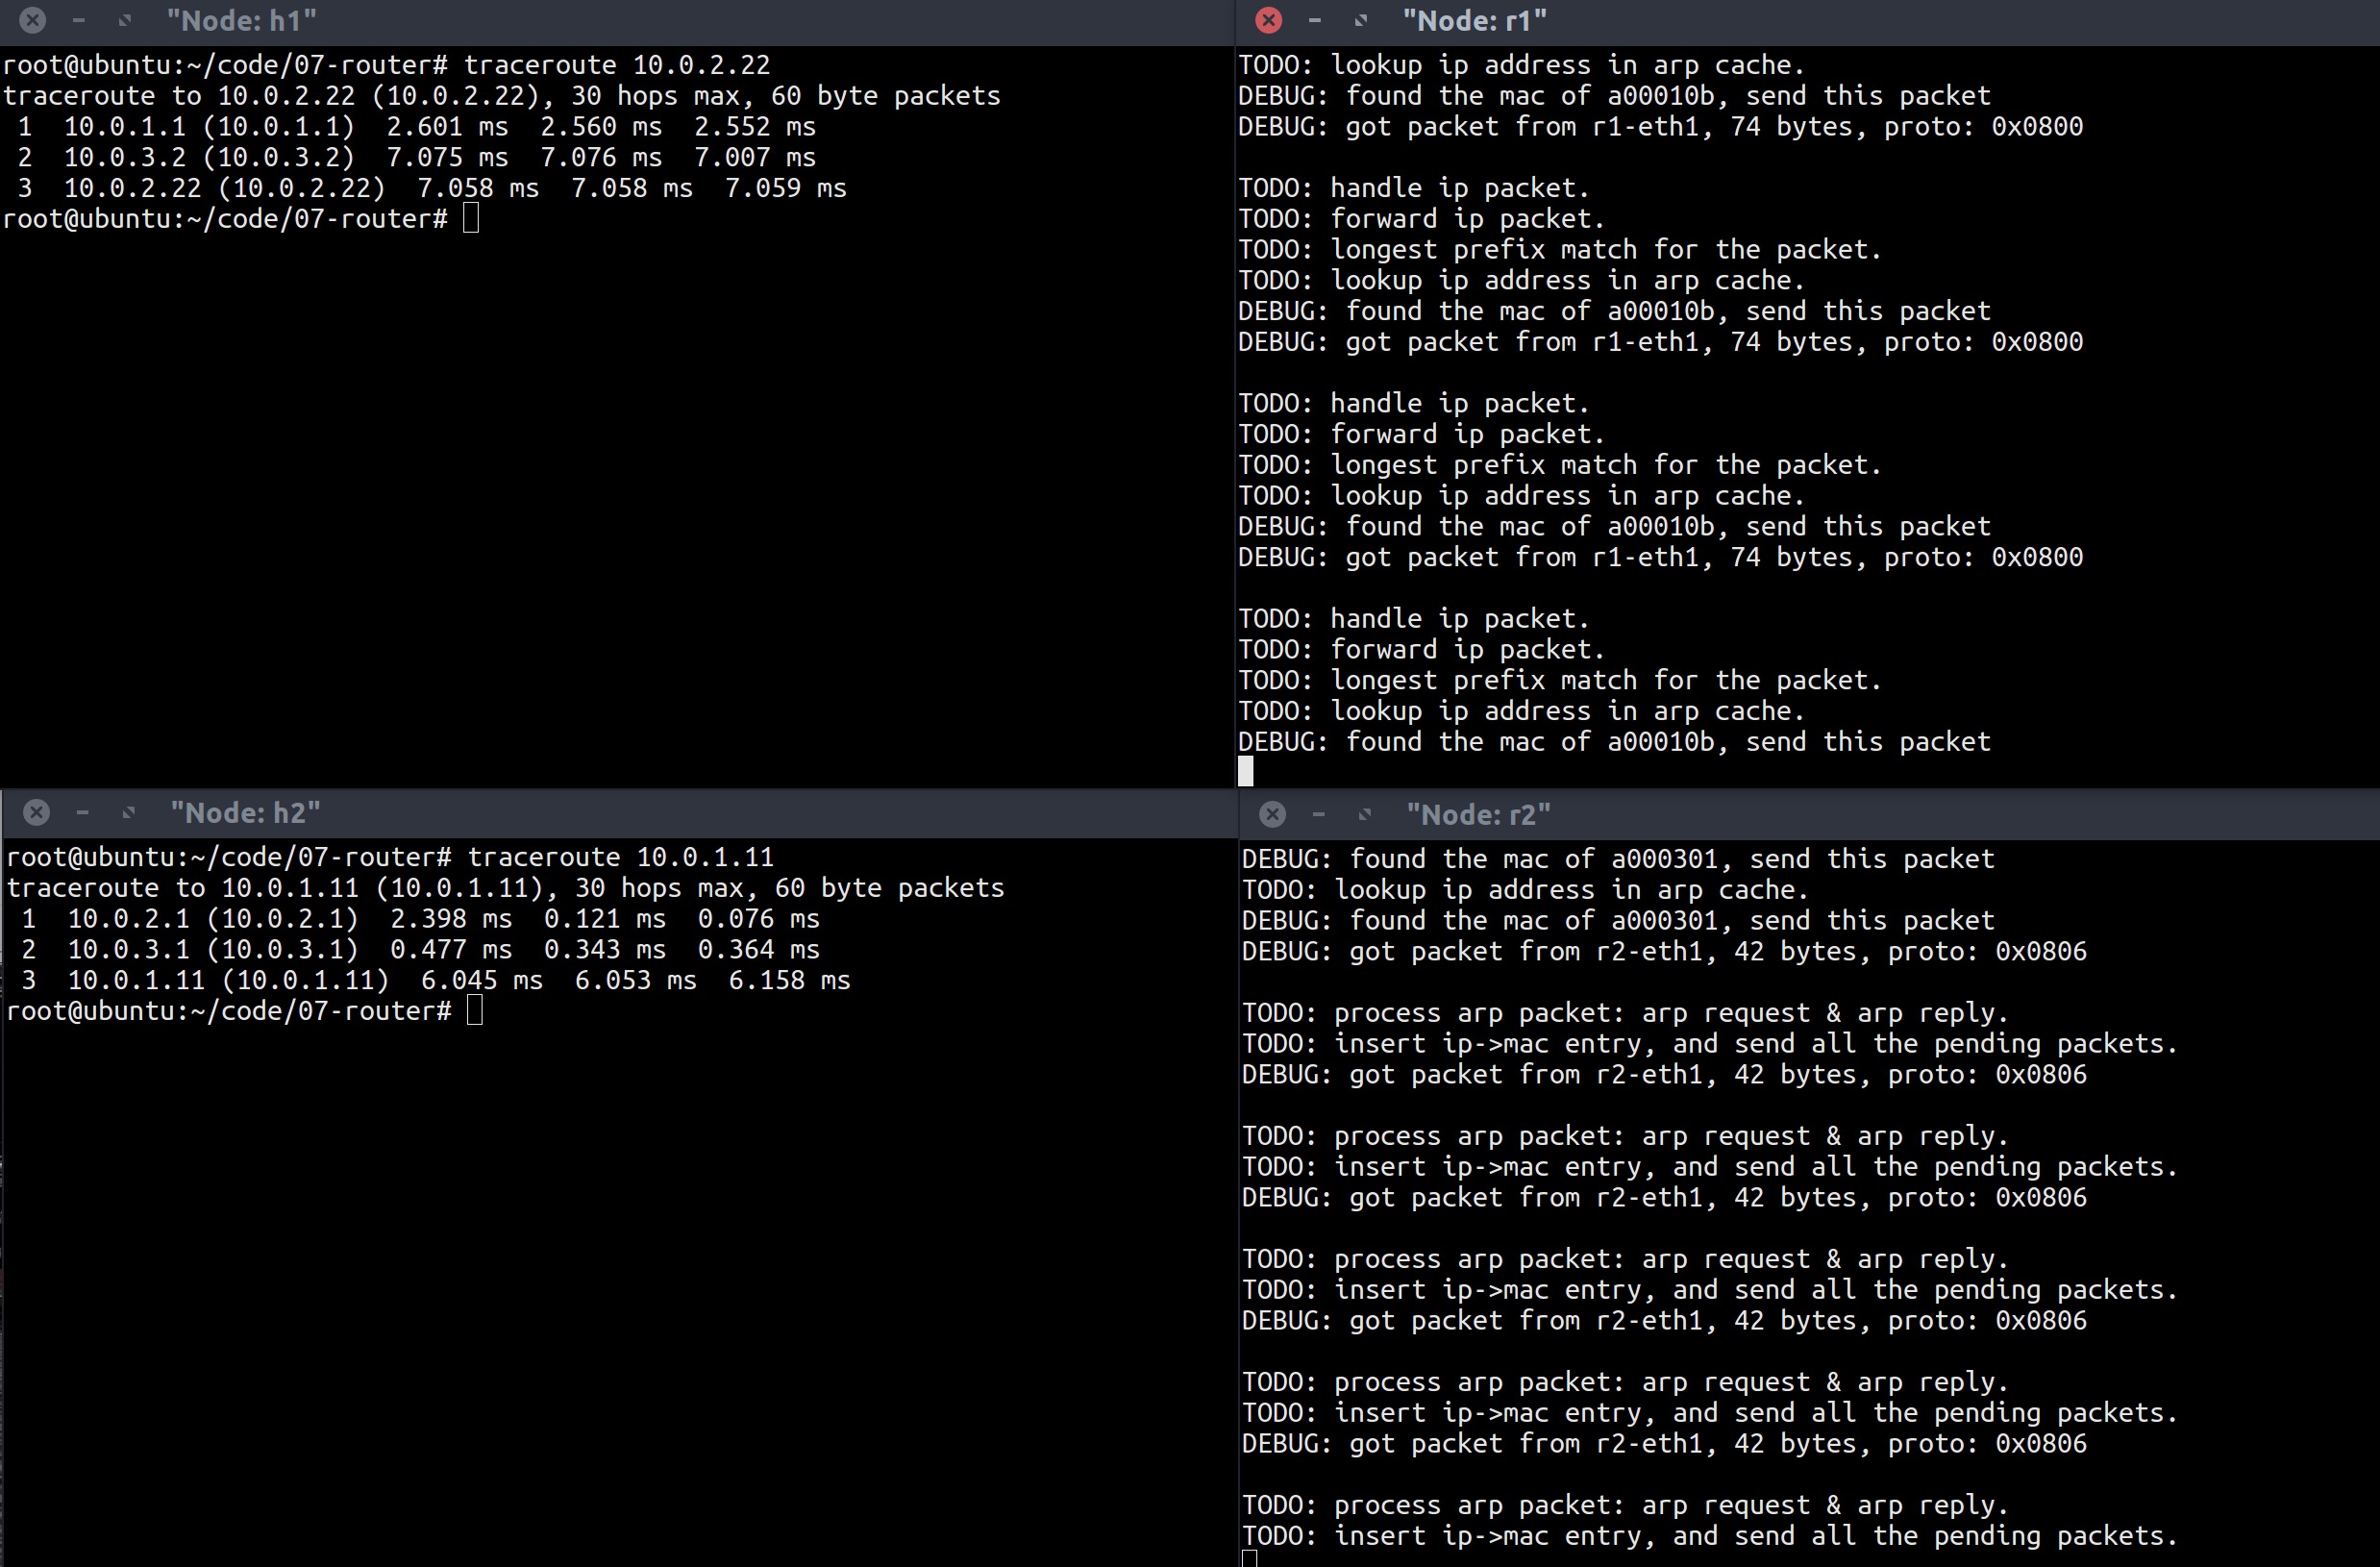 "Node: h1"
root@ubuntu:~/code/07-router# traceroute 10.0.2.22
traceroute to 10.0.2.22 (10.0.2.22), 30 hops max, 60 byte packets
 1  10.0.1.1 (10.0.1.1)  2.601 ms  2.560 ms  2.552 ms
 2  10.0.3.2 (10.0.3.2)  7.075 ms  7.076 ms  7.007 ms
 3  10.0.2.22 (10.0.2.22)  7.058 ms  7.058 ms  7.059 ms
root@ubuntu:~/code/07-router#
"Node: r1"
TODO: lookup ip address in arp cache.
DEBUG: found the mac of a00010b, send this packet
DEBUG: got packet from r1-eth1, 74 bytes, proto: 0x0800
TODO: handle ip packet.
TODO: forward ip packet.
TODO: longest prefix match for the packet.
TODO: lookup ip address in arp cache.
DEBUG: found the mac of a00010b, send this packet
DEBUG: got packet from r1-eth1, 74 bytes, proto: 0x0800
TODO: handle ip packet.
TODO: forward ip packet.
TODO: longest prefix match for the packet.
TODO: lookup ip address in arp cache.
DEBUG: found the mac of a00010b, send this packet
DEBUG: got packet from r1-eth1, 74 bytes, proto: 0x0800
TODO: handle ip packet.
TODO: forward ip packet.
TODO: longest prefix match for the packet.
TODO: lookup ip address in arp cache.
DEBUG: found the mac of a00010b, send this packet
"Node: h2"
root@ubuntu:~/code/07-router# traceroute 10.0.1.11
traceroute to 10.0.1.11 (10.0.1.11), 30 hops max, 60 byte packets
 1  10.0.2.1 (10.0.2.1)  2.398 ms  0.121 ms  0.076 ms
 2  10.0.3.1 (10.0.3.1)  0.477 ms  0.343 ms  0.364 ms
 3  10.0.1.11 (10.0.1.11)  6.045 ms  6.053 ms  6.158 ms
root@ubuntu:~/code/07-router#
"Node: r2"
DEBUG: found the mac of a000301, send this packet
TODO: lookup ip address in arp cache.
DEBUG: found the mac of a000301, send this packet
DEBUG: got packet from r2-eth1, 42 bytes, proto: 0x0806
TODO: process arp packet: arp request & arp reply.
TODO: insert ip->mac entry, and send all the pending packets.
DEBUG: got packet from r2-eth1, 42 bytes, proto: 0x0806
TODO: process arp packet: arp request & arp reply.
TODO: insert ip->mac entry, and send all the pending packets.
DEBUG: got packet from r2-eth1, 42 bytes, proto: 0x0806
TODO: process arp packet: arp request & arp reply.
TODO: insert ip->mac entry, and send all the pending packets.
DEBUG: got packet from r2-eth1, 42 bytes, proto: 0x0806
TODO: process arp packet: arp request & arp reply.
TODO: insert ip->mac entry, and send all the pending packets.
DEBUG: got packet from r2-eth1, 42 bytes, proto: 0x0806
TODO: process arp packet: arp request & arp reply.
TODO: insert ip->mac entry, and send all the pending packets.